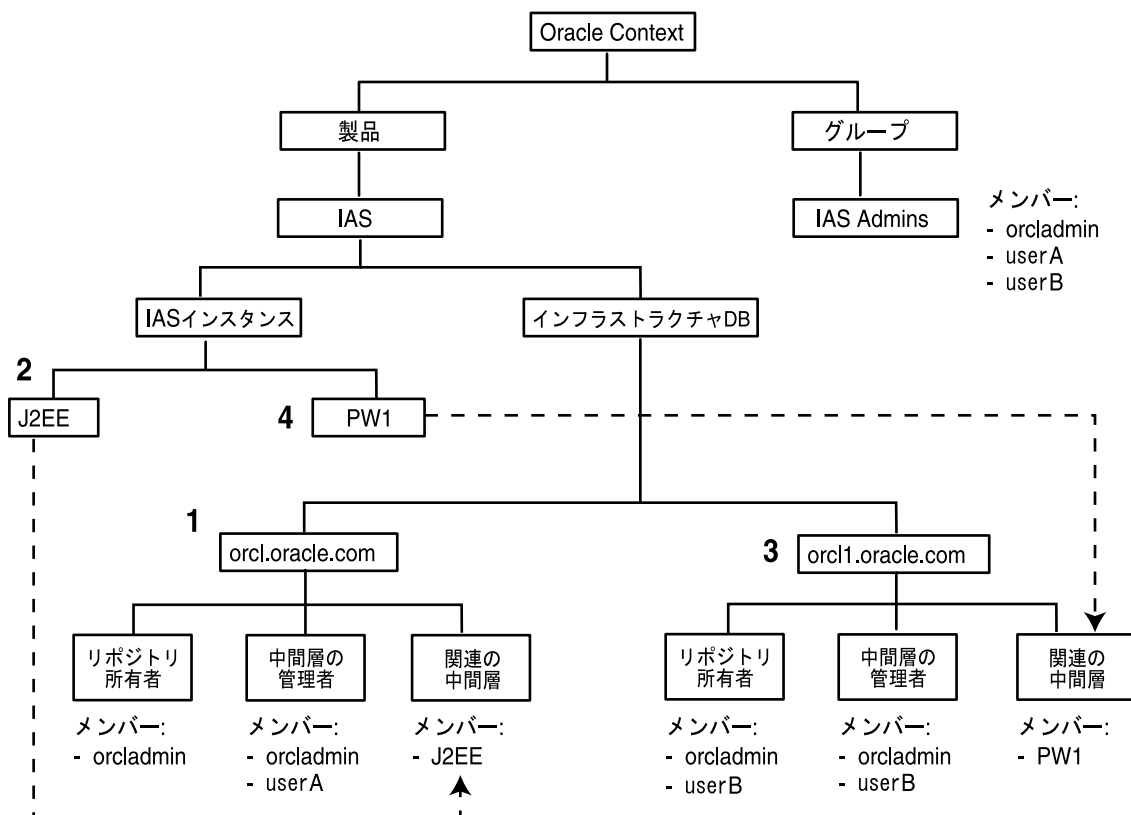 Oracle Context
製品
グループ
IAS
IAS Admins
メンバー:
- orcladmin
- userA
- userB
IASインスタンス
インフラストラクチャDB
2
J2EE
4
PW1
1
orcl.oracle.com
3
orcl1.oracle.com
リポジトリ
所有者
中間層の
管理者
関連の
中間層
リポジトリ
所有者
中間層の
管理者
関連の
中間層
メンバー:
- orcladmin
メンバー:
- orcladmin
- userA
メンバー:
- J2EE
メンバー:
- orcladmin
- userB
メンバー:
- orcladmin
- userB
メンバー:
- PW1